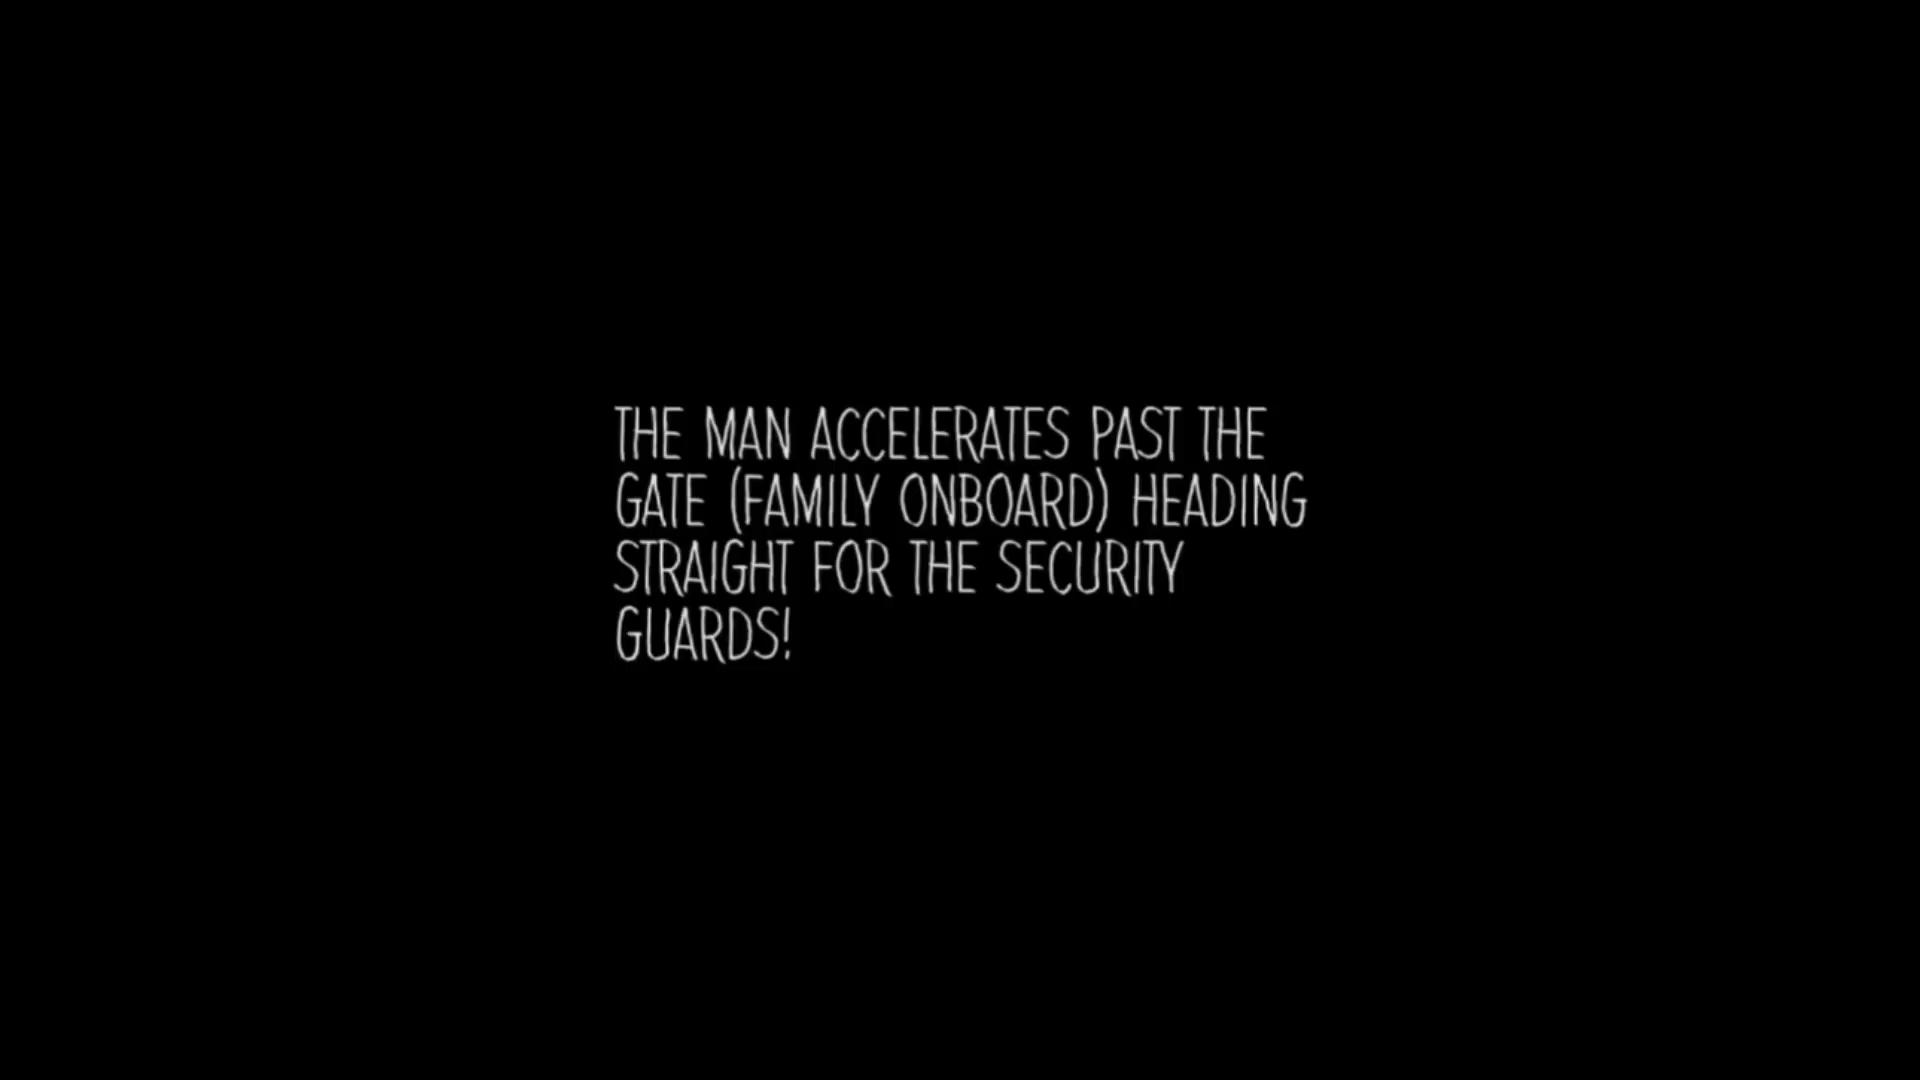 THE MAN ACCELERATES PAST THE
GATE (FAMILY ONBOARD) HEADING
STRAIGHT FOR THE SECURITY
GUARDS!